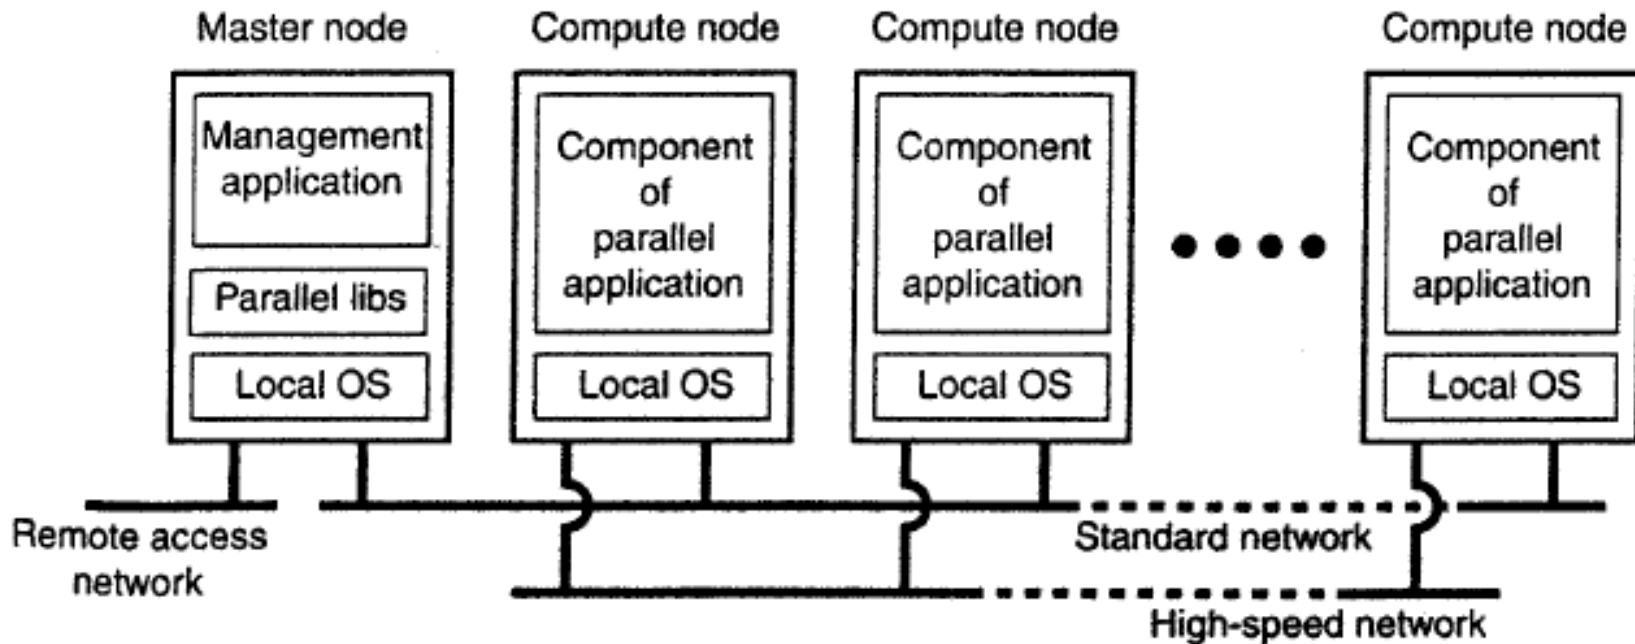 Master node
Compute node
Compute node
Compute node
Management
application
Parallel libs
Local OS
Component
of
parallel
application
Local OS
Component
of
parallel
application
Local OS
Component
of
parallel
application
Local OS
Remote access
network
Standard network
High-speed network